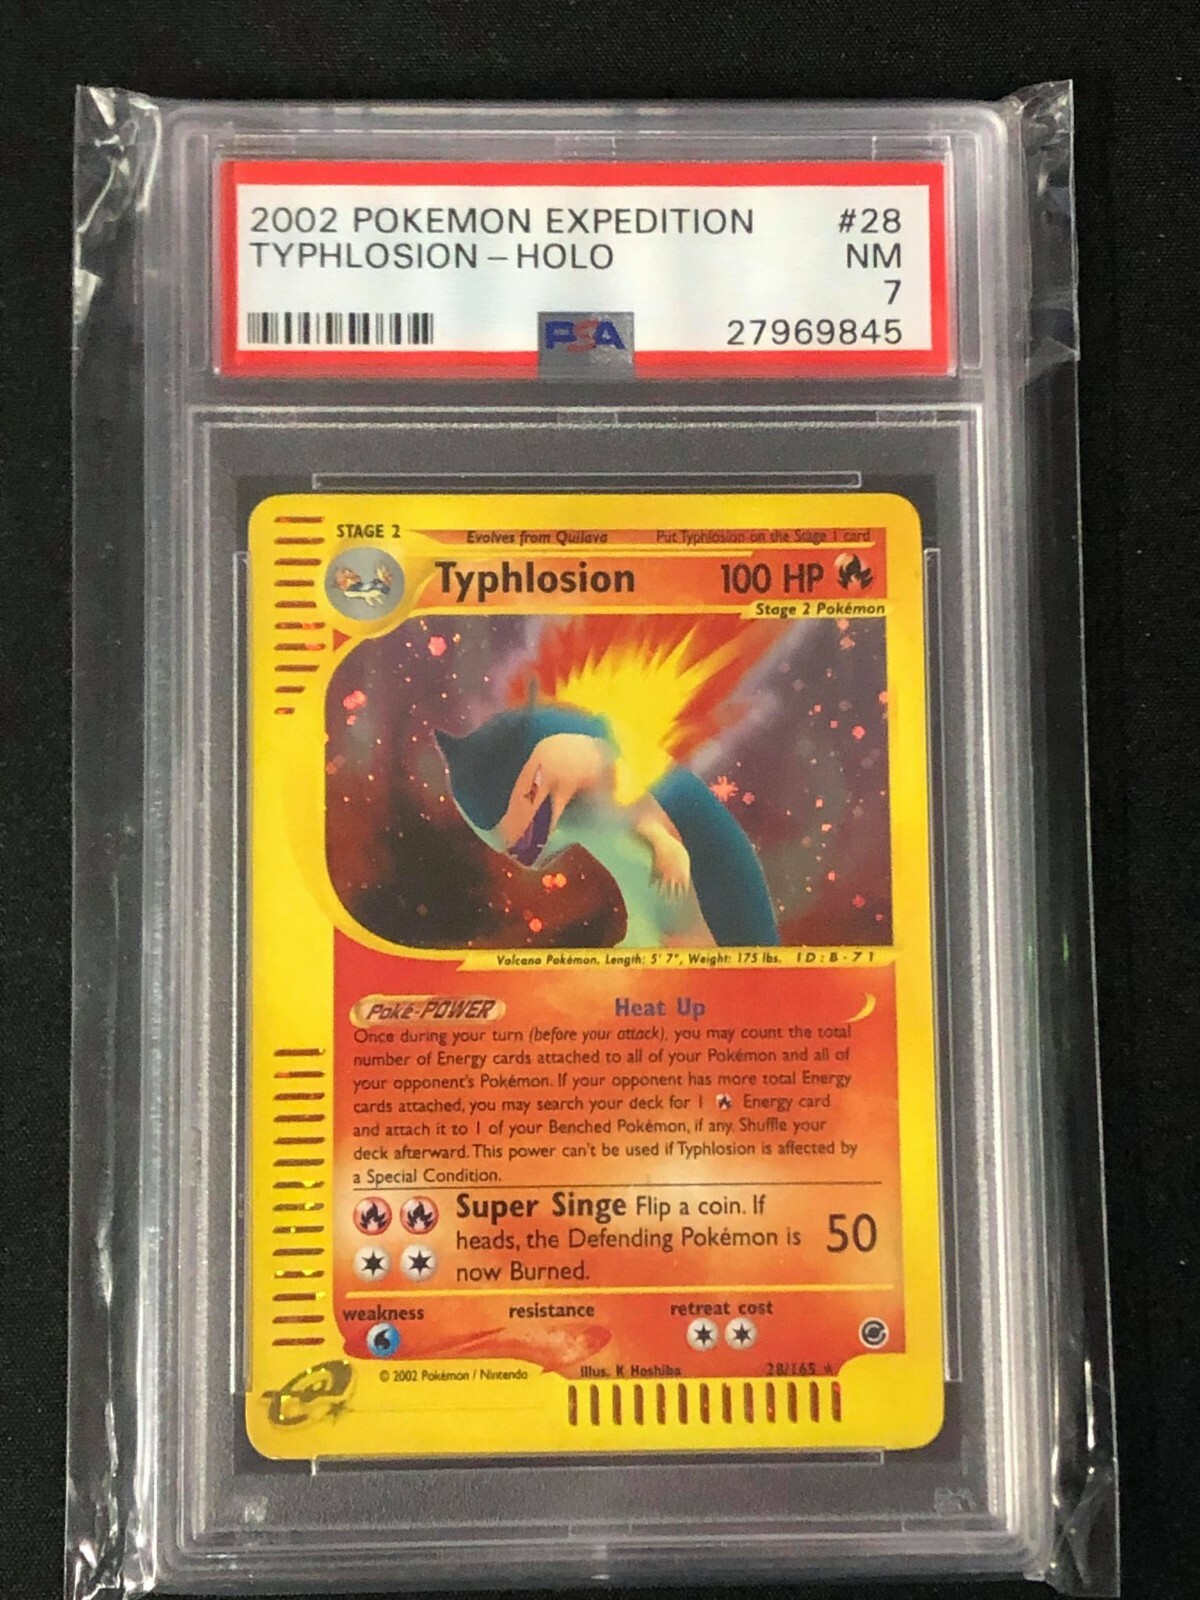 2002 POKEMON EXPEDITION #28
TYPHLOSION - HOLO NM
7
PSA 27969845
STAGE 2 Evolves from Quilava Put Typhlosion on the Stage 1 card
Typhlosion 100 HP
Stage 2 Pokémon
Volcano Pokémon, Length: 5' 7", Weight: 175 lbs. ID:B-71
Poké-POWER Heat Up
Once during your turn (before your attack), you may count the total
number of Energy cards attached to all of your Pokémon and all of
your opponent's Pokémon. If your opponent has more total Energy
cards attached, you may search your deck for 1 Energy card
and attach it to 1 of your Benched Pokémon, if any. Shuffle your
deck afterward. This power can't be used if Typhlosion is affected by
a Special Condition.
Super Singe Flip a coin. If
heads, the Defending Pokémon is 50
now Burned.
weakness resistance retreat cost
© 2002 Pokémon / Nintendo Illus. K Hoshiba 28/165 ★